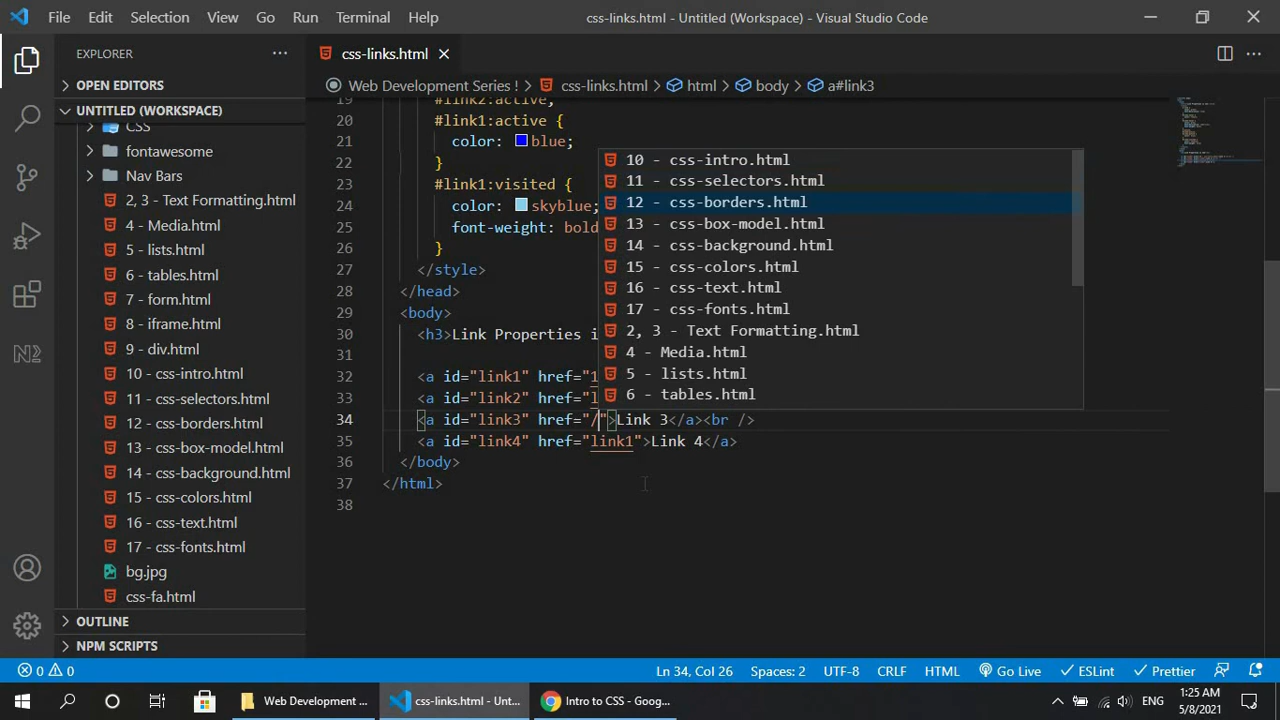 File Edit Selection View Go Run Terminal Help css-links.html - Untitled (Workspace) - Visual Studio Code
EXPLORER
OPEN EDITORS
UNTITLED (WORKSPACE)
CSS
fontawesome
Nav Bars
2, 3 - Text Formatting.html
4 - Media.html
5 - lists.html
6 - tables.html
7 - form.html
8 - iframe.html
9 - div.html
10 - css-intro.html
11 - css-selectors.html
12 - css-borders.html
13 - css-box-model.html
14 - css-background.html
15 - css-colors.html
16 - css-text.html
17 - css-fonts.html
bg.jpg
css-fa.html
OUTLINE
NPM SCRIPTS
css-links.html
Web Development Series ! > css-links.html > html > body > a#link3
19 #link2:active,
20 #link1:active {
21 color: blue;
22 }
23 #link1:visited {
24 color: skyblue;
25 font-weight: bold
26 }
27 </style>
28 </head>
29 <body>
30 <h3>Link Properties i
31
32 <a id="link1" href="1
33 <a id="link2" href="l
34 <a id="link3" href="/">Link 3</a><br />
35 <a id="link4" href="link1">Link 4</a>
36 </body>
37 </html>
38
10 - css-intro.html
11 - css-selectors.html
12 - css-borders.html
13 - css-box-model.html
14 - css-background.html
15 - css-colors.html
16 - css-text.html
17 - css-fonts.html
2, 3 - Text Formatting.html
4 - Media.html
5 - lists.html
6 - tables.html
0 0 Ln 34, Col 26 Spaces: 2 UTF-8 CRLF HTML Go Live ESLint Prettier
Web Development ... css-links.html - Unt... Intro to CSS - Goog... ENG 1:25 AM
5/8/2021